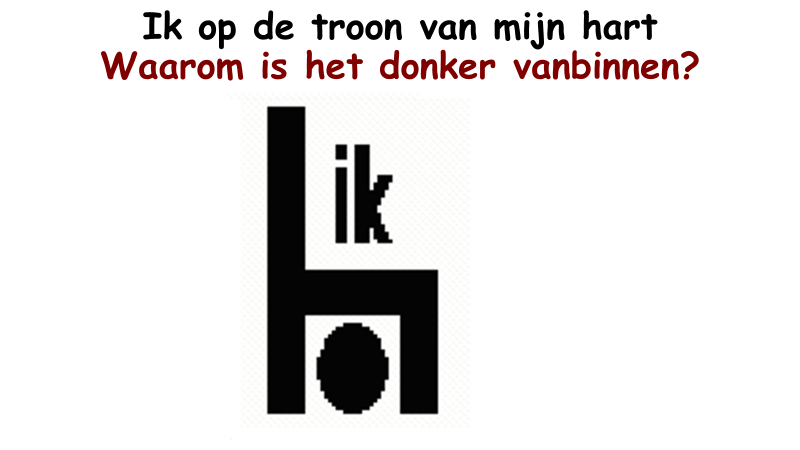 Ik op de troon van mijn hart
Waarom is het donker vanbinnen?
ik